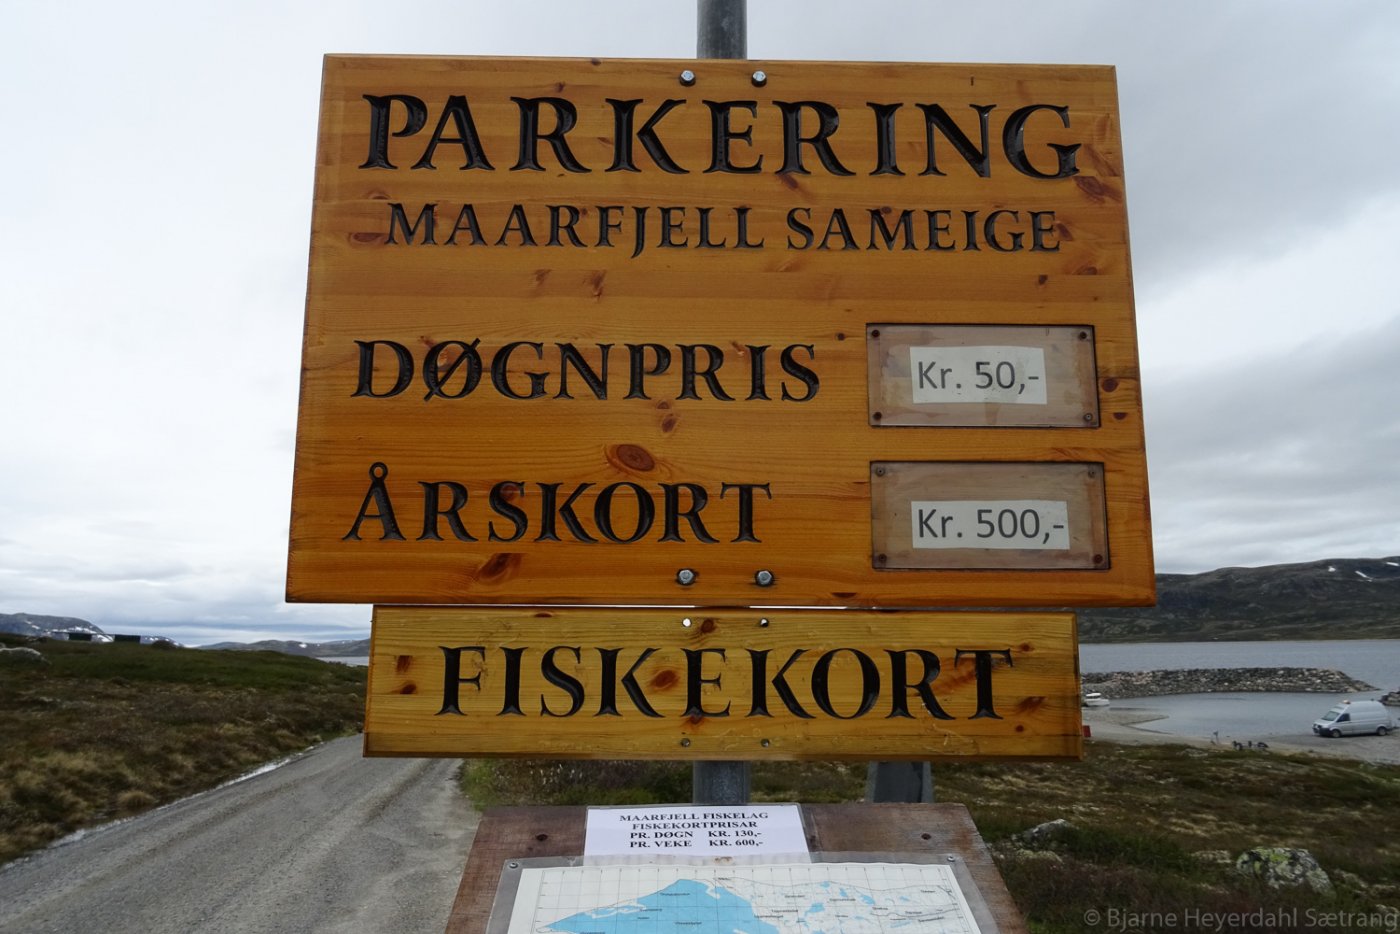 PARKERING
MAARFJELL SAMEIGE
DØGNPRIS Kr. 50,-
ÅRSKORT Kr. 500,-
FISKEKORT
MAARFJELL FISKELAG
FISKEKORTPRISAR
PR. DØGN KR. 130,-
PR. VEKE KR. 600,-
© Bjarne Heyerdahl Sætrang